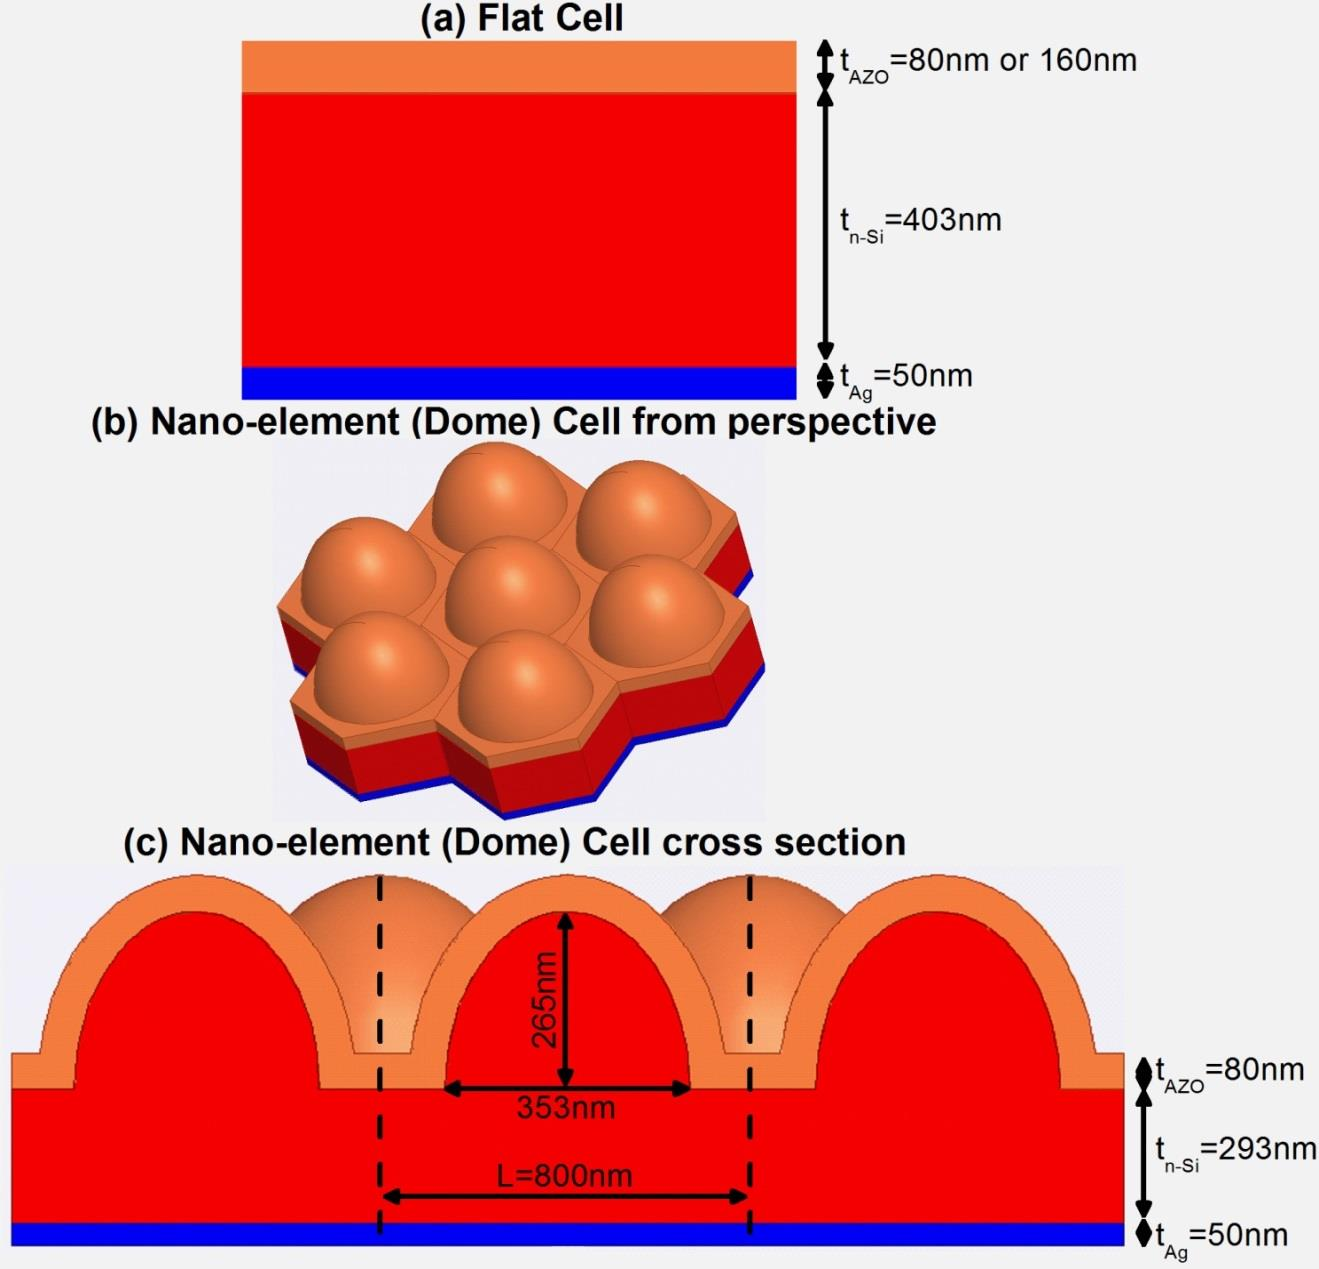 (a) Flat Cell
tAZO=80nm or 160nm
tn-Si=403nm
tAg=50nm
(b) Nano-element (Dome) Cell from perspective
(c) Nano-element (Dome) Cell cross section
265nm
353nm
tAZO=80nm
tn-Si=293nm
L=800nm
tAg=50nm